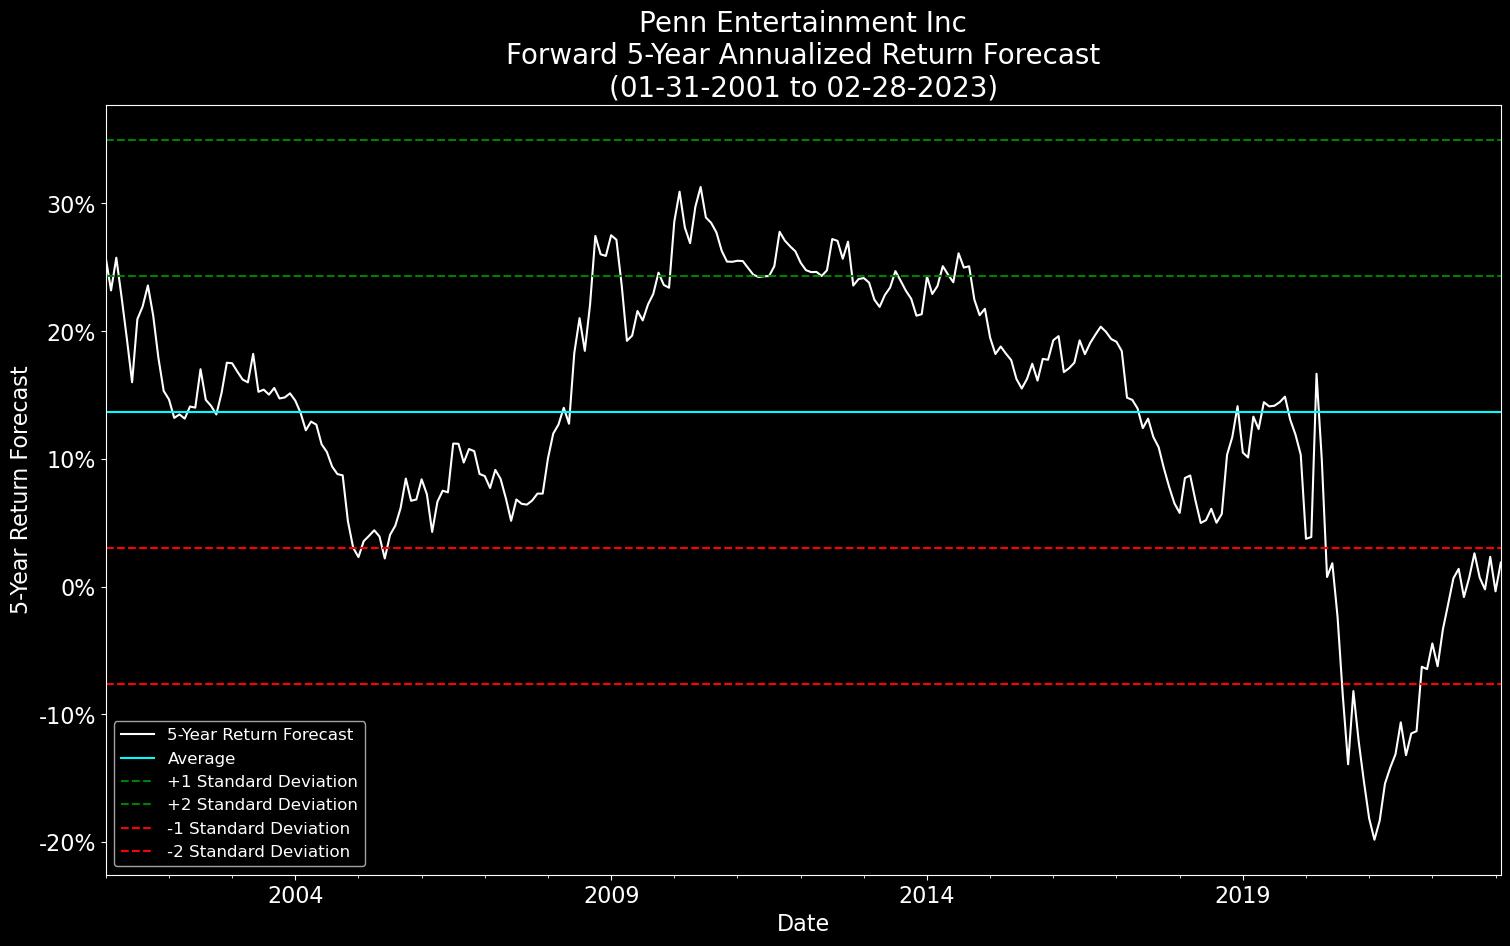 Penn Entertainment Inc
Forward 5-Year Annualized Return Forecast
(01-31-2001 to 02-28-2023)
5-Year Return Forecast
30%
20%
10%
0%
-10%
-20%
5-Year Return Forecast
Average
+1 Standard Deviation
+2 Standard Deviation
-1 Standard Deviation
-2 Standard Deviation
2004
2009
2014
2019
Date